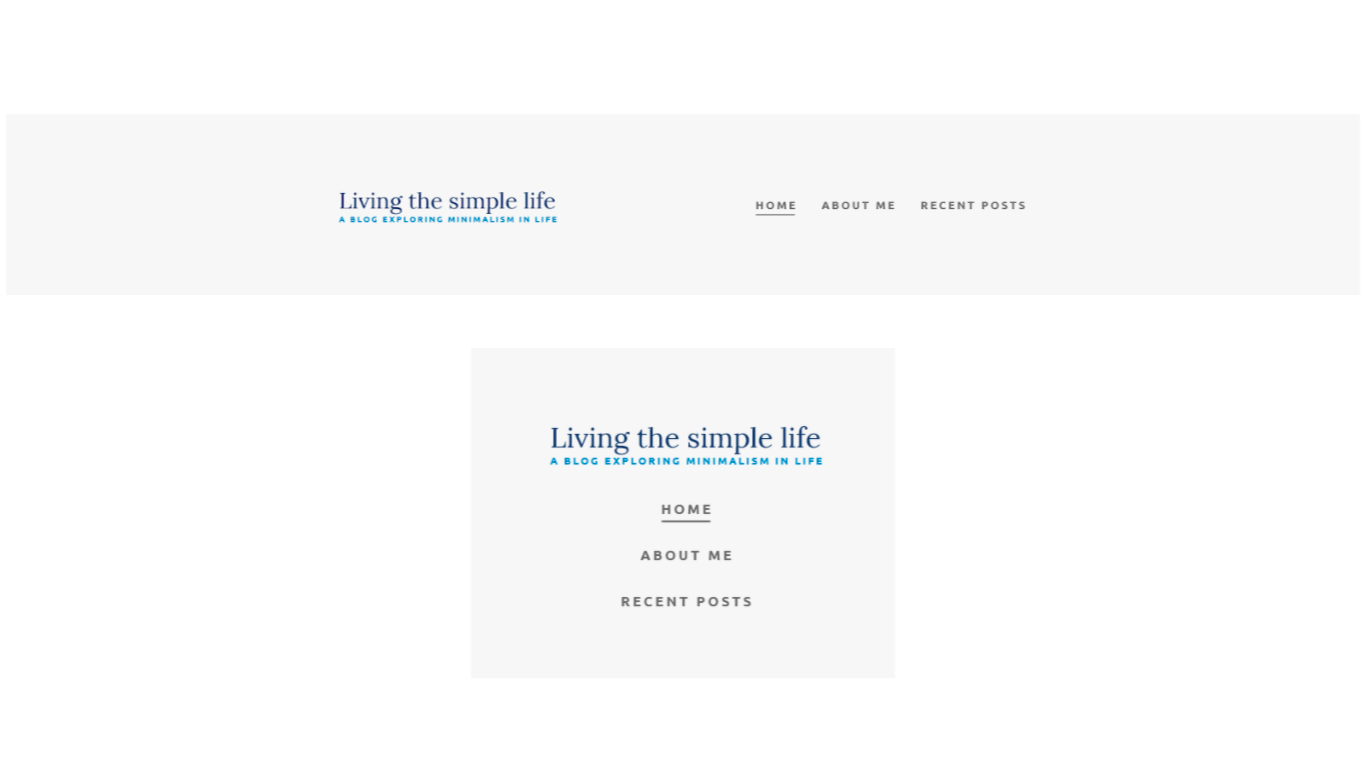 Living the simple life
A BLOG EXPLORING MINIMALISM IN LIFE
HOME ABOUT ME RECENT POSTS
Living the simple life
A BLOG EXPLORING MINIMALISM IN LIFE
HOME
ABOUT ME
RECENT POSTS